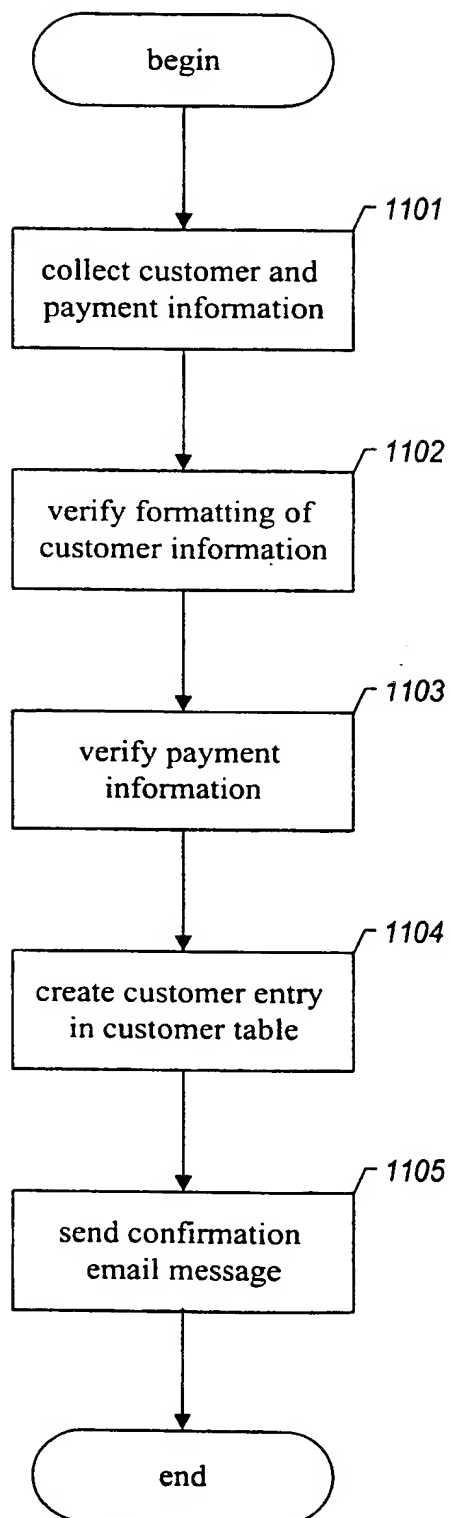 begin
1101
collect customer and
payment information
1102
verify formatting of
customer information
1103
verify payment
information
1104
create customer entry
in customer table
1105
send confirmation
email message
end